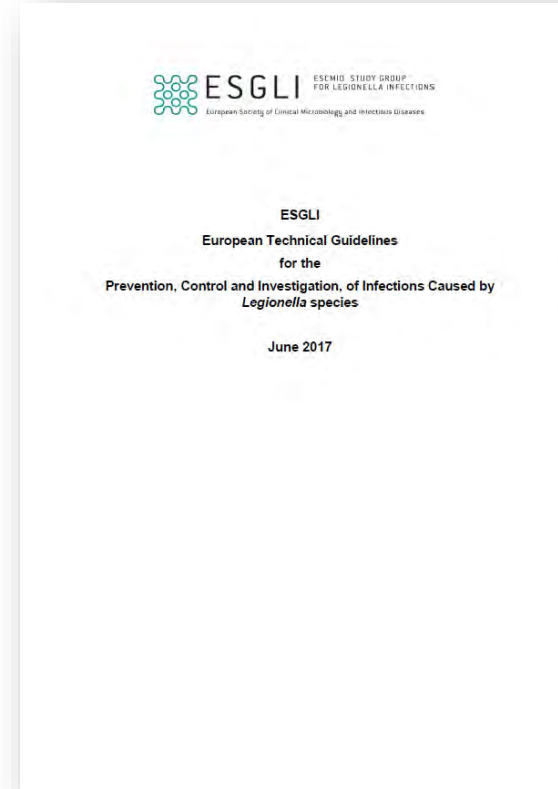 ESGLI
ESCMID STUDY GROUP
FOR LEGIONELLA INFECTIONS
European Society of Clinical Microbiology and Infectious Diseases
ESGLI
European Technical Guidelines
for the
Prevention, Control and Investigation, of Infections Caused by
Legionella species
June 2017